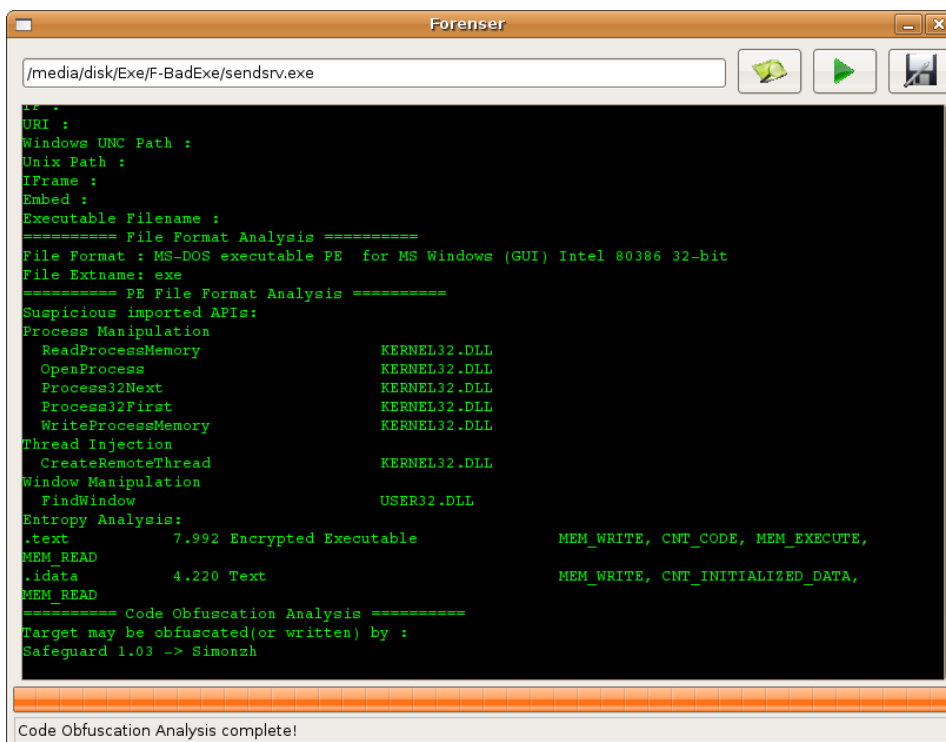 Forenser
/media/disk/Exe/F-BadExe/sendsrv.exe
IP :
URI :
Windows UNC Path :
Unix Path :
IFrame :
Embed :
Executable Filename :
========== File Format Analysis ==========
File Format : MS-DOS executable PE  for MS Windows (GUI) Intel 80386 32-bit
File Extname: exe
========== PE File Format Analysis ==========
Suspicious imported APIs:
Process Manipulation
ReadProcessMemory KERNEL32.DLL
OpenProcess KERNEL32.DLL
Process32Next KERNEL32.DLL
Process32First KERNEL32.DLL
WriteProcessMemory KERNEL32.DLL
Thread Injection
CreateRemoteThread KERNEL32.DLL
Window Manipulation
FindWindow USER32.DLL
Entropy Analysis:
.text 7.992 Encrypted Executable MEM_WRITE, CNT_CODE, MEM_EXECUTE,
MEM_READ
.idata 4.220 Text MEM_WRITE, CNT_INITIALIZED_DATA,
MEM_READ
========== Code Obfuscation Analysis ==========
Target may be obfuscated(or written) by :
Safeguard 1.03 -> Simonzh
Code Obfuscation Analysis complete!